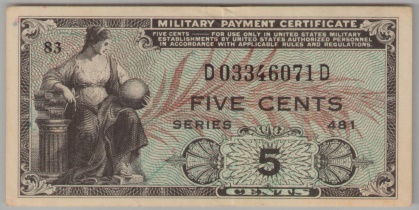 MILITARY PAYMENT CERTIFICATE
FIVE CENTS — FOR USE ONLY IN UNITED STATES MILITARY
ESTABLISHMENTS BY UNITED STATES AUTHORIZED PERSONNEL
IN ACCORDANCE WITH APPLICABLE RULES AND REGULATIONS.
83
D03346071D
FIVE CENTS
SERIES 481
5
CENTS